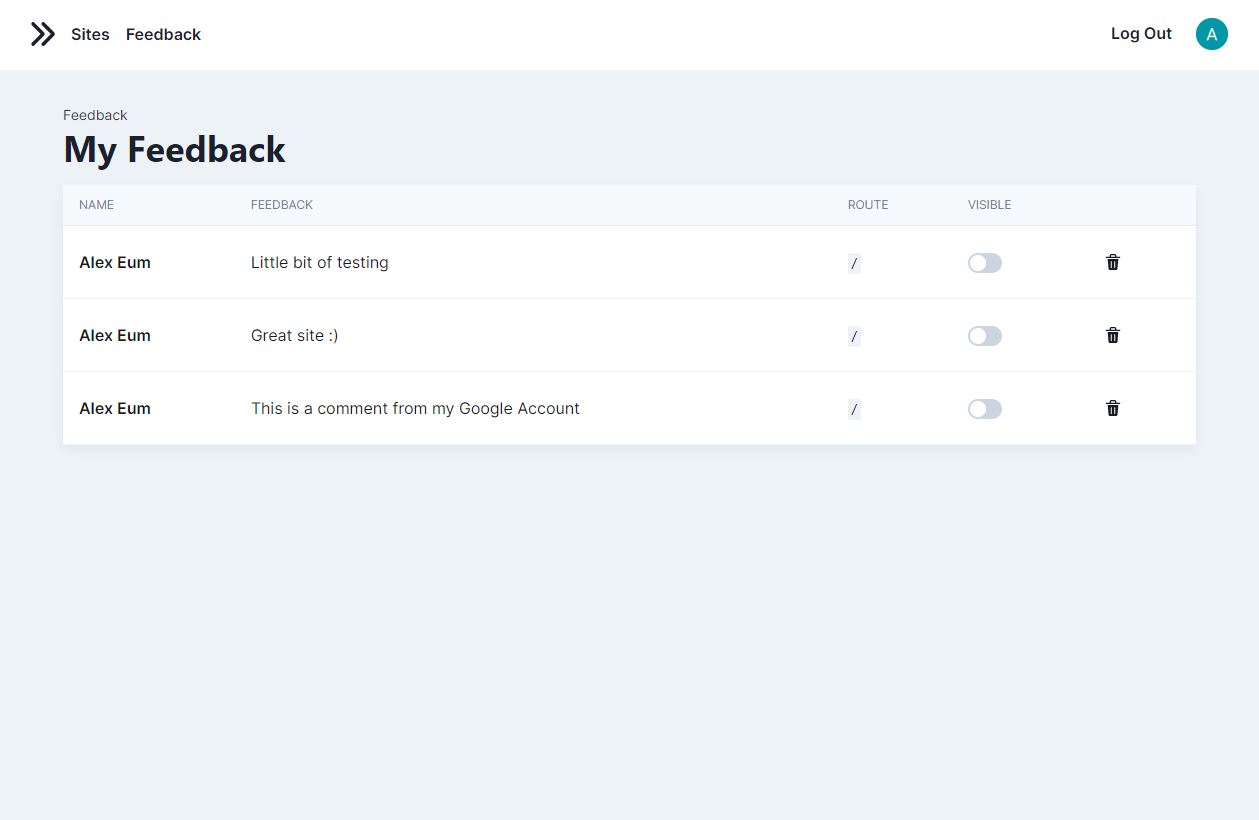 Sites Feedback Log Out A
Feedback
My Feedback
NAME FEEDBACK ROUTE VISIBLE
Alex Eum Little bit of testing /
Alex Eum Great site :) /
Alex Eum This is a comment from my Google Account /